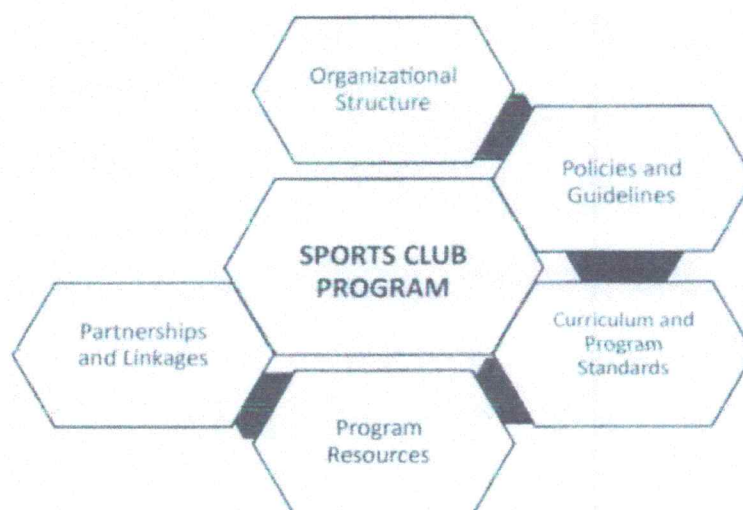 Organizational
Structure
Policies and
Guidelines
SPORTS CLUB
PROGRAM
Partnerships
and Linkages
Curriculum and
Program
Standards
Program
Resources